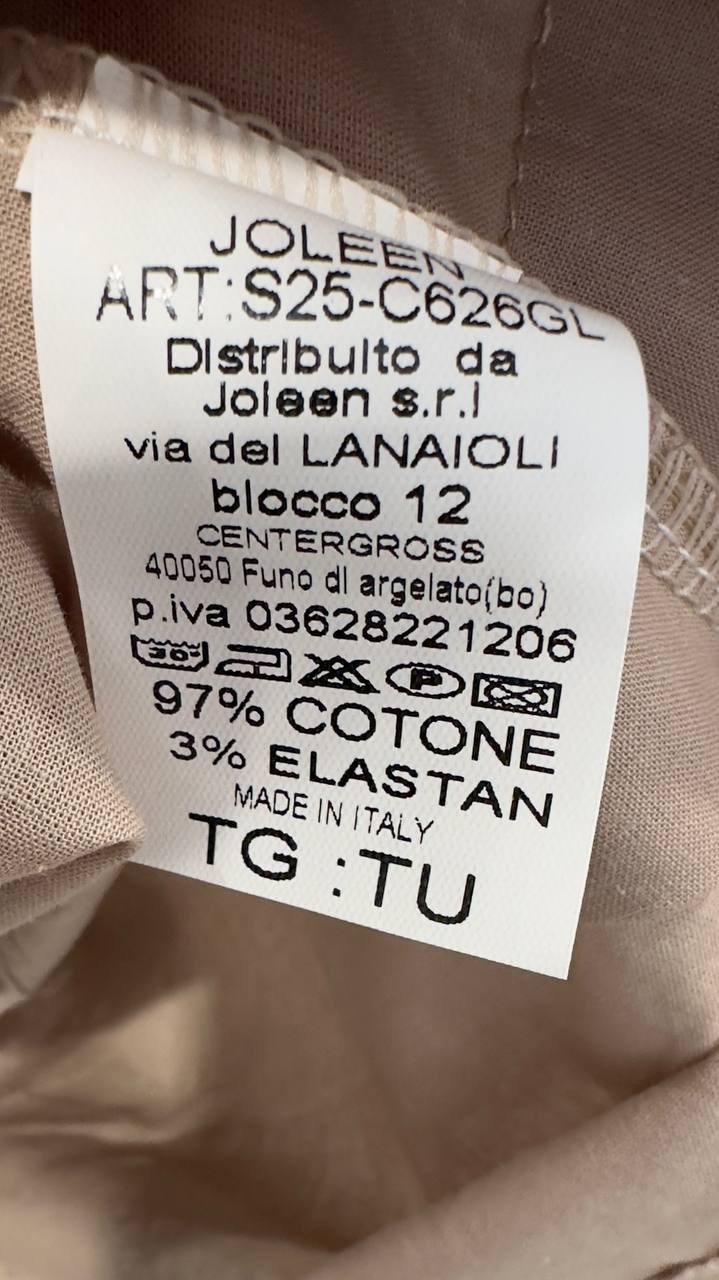 JOLEEN
ART:S25-C626GL
Distribuito da
Joleen s.r.l
via dei LANAIOLI
blocco 12
CENTERGROSS
40050 Funo di argelato(bo)
p.iva 03628221206
30° P
97% COTONE
3% ELASTAN
MADE IN ITALY
TG :TU